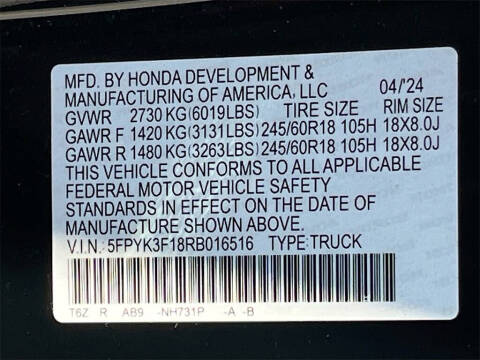 MFD. BY HONDA DEVELOPMENT &
MANUFACTURING OF AMERICA, LLC 04/'24
GVWR 2730 KG(6019LBS) TIRE SIZE RIM SIZE
GAWR F 1420 KG(3131LBS) 245/60R18 105H 18X8.0J
GAWR R 1480 KG(3263LBS) 245/60R18 105H 18X8.0J
THIS VEHICLE CONFORMS TO ALL APPLICABLE
FEDERAL MOTOR VEHICLE SAFETY
STANDARDS IN EFFECT ON THE DATE OF
MANUFACTURE SHOWN ABOVE.
V.I.N.: 5FPYK3F18RB016516 TYPE:TRUCK
T6Z R AB9 -NH731P -A -B